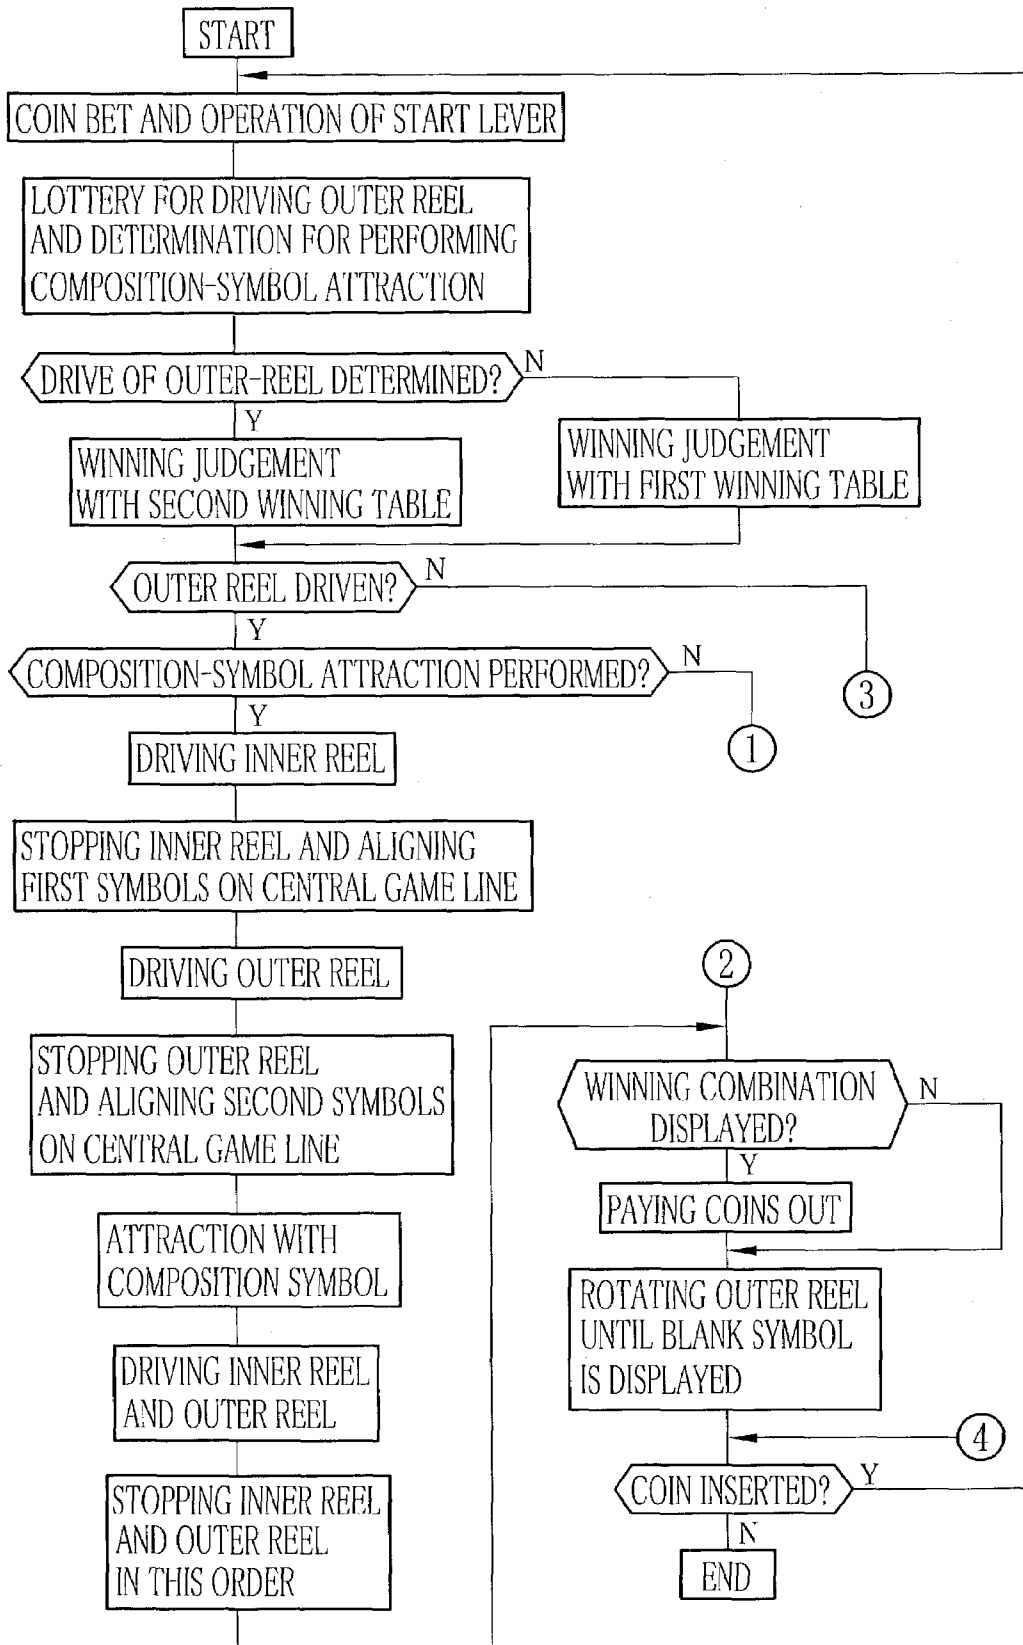 START
COIN BET AND OPERATION OF START LEVER
LOTTERY FOR DRIVING OUTER REEL
AND DETERMINATION FOR PERFORMING
COMPOSITION-SYMBOL ATTRACTION
DRIVE OF OUTER-REEL DETERMINED?
N
Y
WINNING JUDGEMENT
WITH SECOND WINNING TABLE
WINNING JUDGEMENT
WITH FIRST WINNING TABLE
OUTER REEL DRIVEN?
N
Y
3
COMPOSITION-SYMBOL ATTRACTION PERFORMED?
N
Y
1
DRIVING INNER REEL
STOPPING INNER REEL AND ALIGNING
FIRST SYMBOLS ON CENTRAL GAME LINE
DRIVING OUTER REEL
STOPPING OUTER REEL
AND ALIGNING SECOND SYMBOLS
ON CENTRAL GAME LINE
ATTRACTION WITH
COMPOSITION SYMBOL
DRIVING INNER REEL
AND OUTER REEL
STOPPING INNER REEL
AND OUTER REEL
IN THIS ORDER
2
WINNING COMBINATION
DISPLAYED?
N
Y
PAYING COINS OUT
ROTATING OUTER REEL
UNTIL BLANK SYMBOL
IS DISPLAYED
4
COIN INSERTED?
Y
N
END